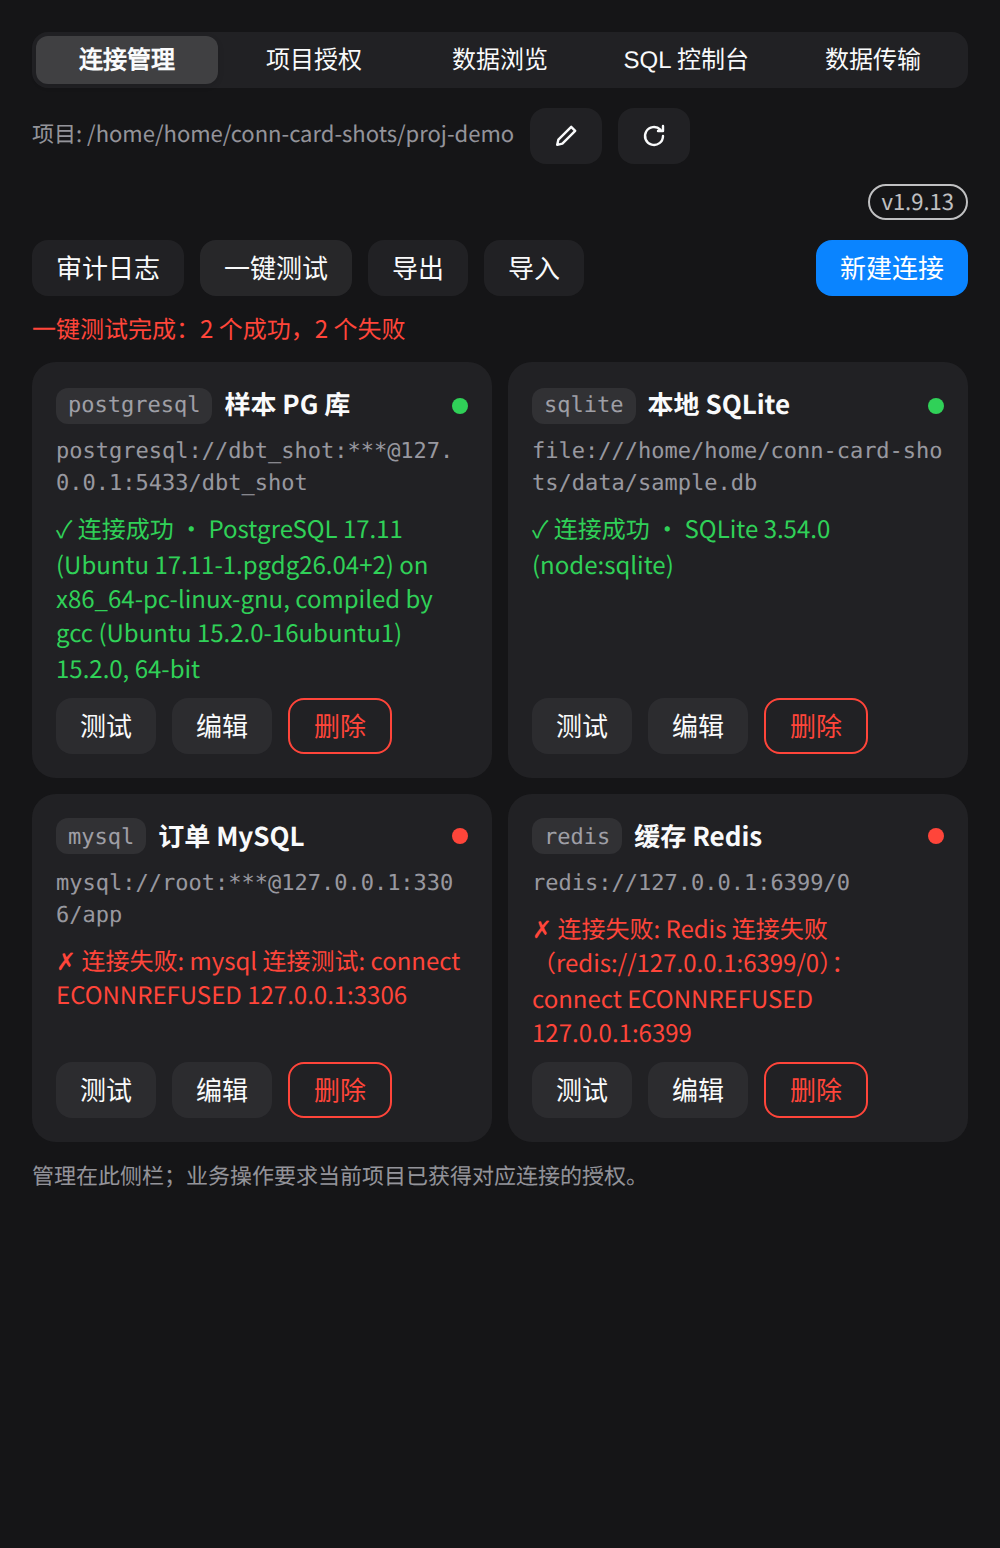 连接管理 项目授权 数据浏览 SQL 控制台 数据传输
项目: /home/home/conn-card-shots/proj-demo
v1.9.13
审计日志 一键测试 导出 导入 新建连接
一键测试完成：2 个成功，2 个失败
postgresql 样本 PG 库
postgresql://dbt_shot:***@127.
0.0.1:5433/dbt_shot
✓ 连接成功 · PostgreSQL 17.11
(Ubuntu 17.11-1.pgdg26.04+2) on
x86_64-pc-linux-gnu, compiled by
gcc (Ubuntu 15.2.0-16ubuntu1)
15.2.0, 64-bit
测试 编辑 删除
sqlite 本地 SQLite
file:///home/home/conn-card-sho
ts/data/sample.db
✓ 连接成功 · SQLite 3.54.0
(node:sqlite)
测试 编辑 删除
mysql 订单 MySQL
mysql://root:***@127.0.0.1:330
6/app
✗ 连接失败: mysql 连接测试: connect
ECONNREFUSED 127.0.0.1:3306
测试 编辑 删除
redis 缓存 Redis
redis://127.0.0.1:6399/0
✗ 连接失败: Redis 连接失败
（redis://127.0.0.1:6399/0）：
connect ECONNREFUSED
127.0.0.1:6399
测试 编辑 删除
管理在此侧栏；业务操作要求当前项目已获得对应连接的授权。